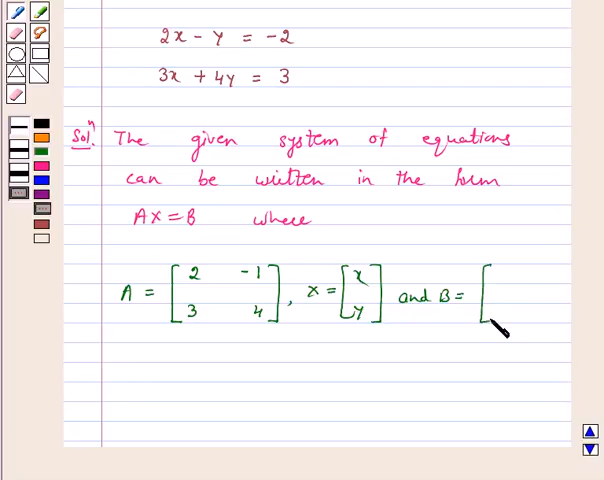 2x - y = -2
3x + 4y = 3
Solⁿ. The given system of equations
can be written in the form
AX = B where
A = [ 2 -1
3 4 ], X = [ x
y ] and B = [